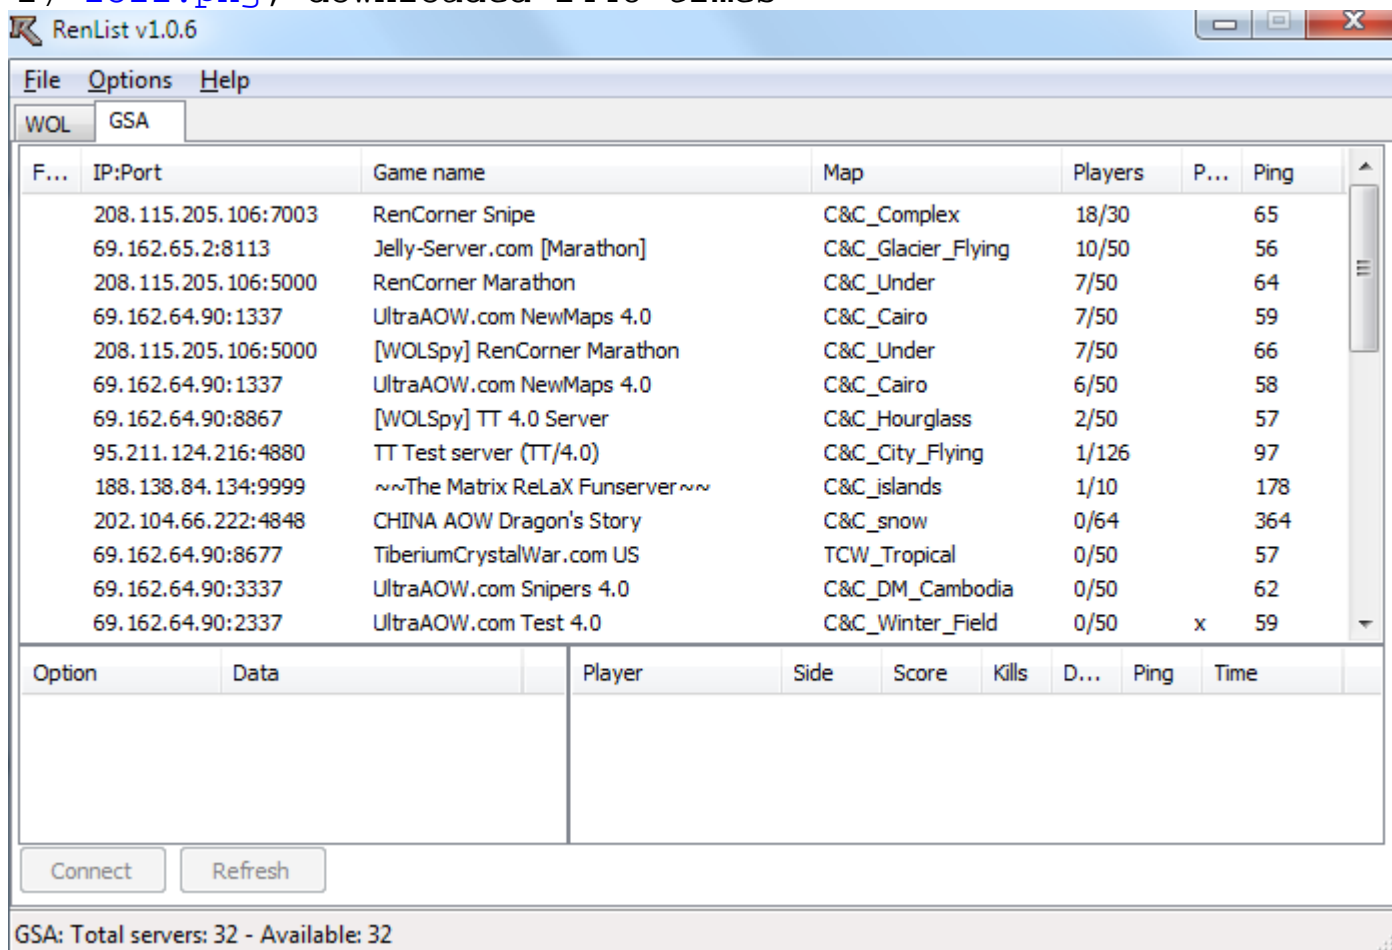 RenList v1.0.6
File Options Help
WOL GSA
F... IP:Port Game name Map Players P... Ping
208.115.205.106:7003 RenCorner Snipe C&C_Complex 18/30 65
69.162.65.2:8113 Jelly-Server.com [Marathon] C&C_Glacier_Flying 10/50 56
208.115.205.106:5000 RenCorner Marathon C&C_Under 7/50 64
69.162.64.90:1337 UltraAOW.com NewMaps 4.0 C&C_Cairo 7/50 59
208.115.205.106:5000 [WOLSpy] RenCorner Marathon C&C_Under 7/50 66
69.162.64.90:1337 UltraAOW.com NewMaps 4.0 C&C_Cairo 6/50 58
69.162.64.90:8867 [WOLSpy] TT 4.0 Server C&C_Hourglass 2/50 57
95.211.124.216:4880 TT Test server (TT/4.0) C&C_City_Flying 1/126 97
188.138.84.134:9999 ~~The Matrix ReLaX Funserver~~ C&C_islands 1/10 178
202.104.66.222:4848 CHINA AOW Dragon's Story C&C_snow 0/64 364
69.162.64.90:8677 TiberiumCrystalWar.com US TCW_Tropical 0/50 57
69.162.64.90:3337 UltraAOW.com Snipers 4.0 C&C_DM_Cambodia 0/50 62
69.162.64.90:2337 UltraAOW.com Test 4.0 C&C_Winter_Field 0/50 x 59
Option Data Player Side Score Kills D... Ping Time
Connect Refresh
GSA: Total servers: 32 - Available: 32